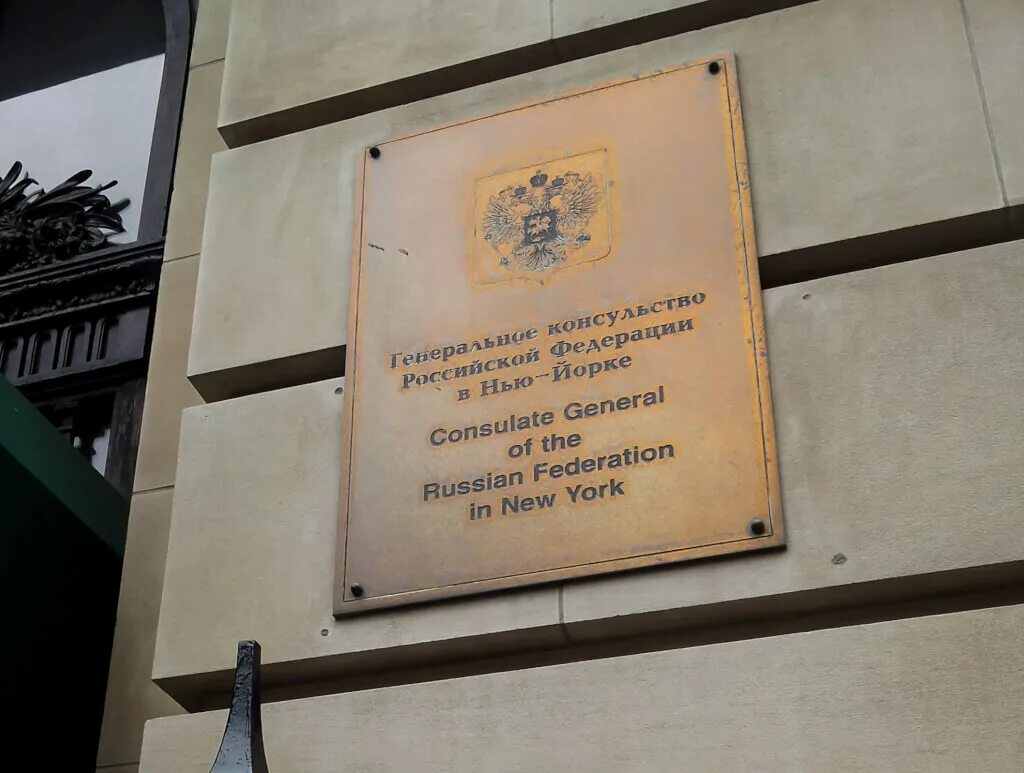 Генеральное консульство
Российской Федерации
в Нью-Йорке
Consulate General
of the
Russian Federation
in New York